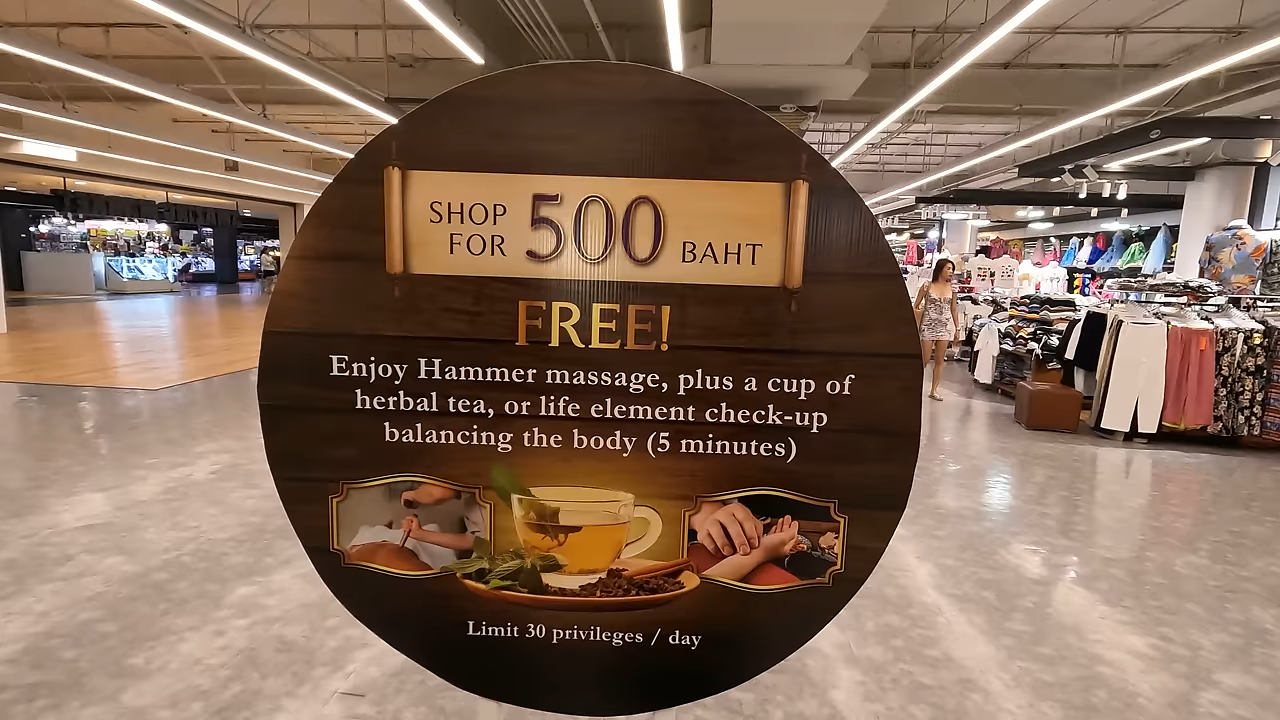 SHOP
FOR 500 BAHT
FREE!
Enjoy Hammer massage, plus a cup of
herbal tea, or life element check-up
balancing the body (5 minutes)
Limit 30 privileges / day